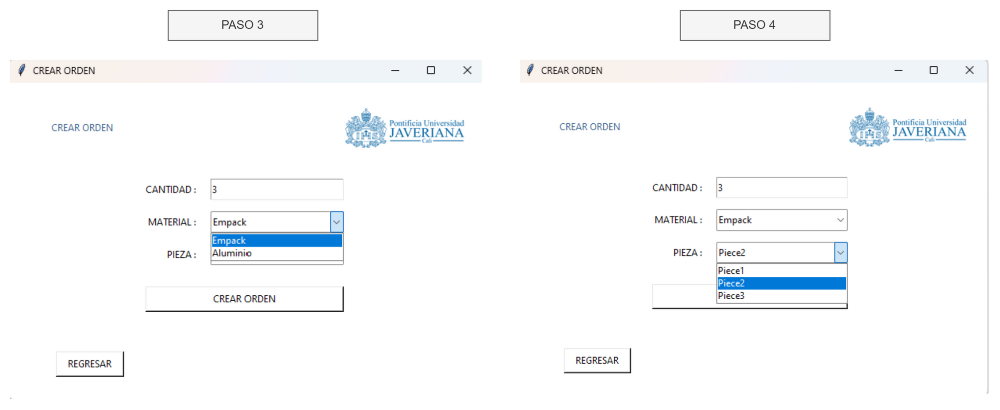 PASO 3
CREAR ORDEN
CREAR ORDEN
Pontificia Universidad
JAVERIANA
Cali
CANTIDAD : 3
MATERIAL : Empack
Empack
Aluminio
PIEZA :
CREAR ORDEN
REGRESAR
PASO 4
CREAR ORDEN
CREAR ORDEN
Pontificia Universidad
JAVERIANA
Cali
CANTIDAD : 3
MATERIAL : Empack
PIEZA : Piece2
Piece1
Piece2
Piece3
REGRESAR